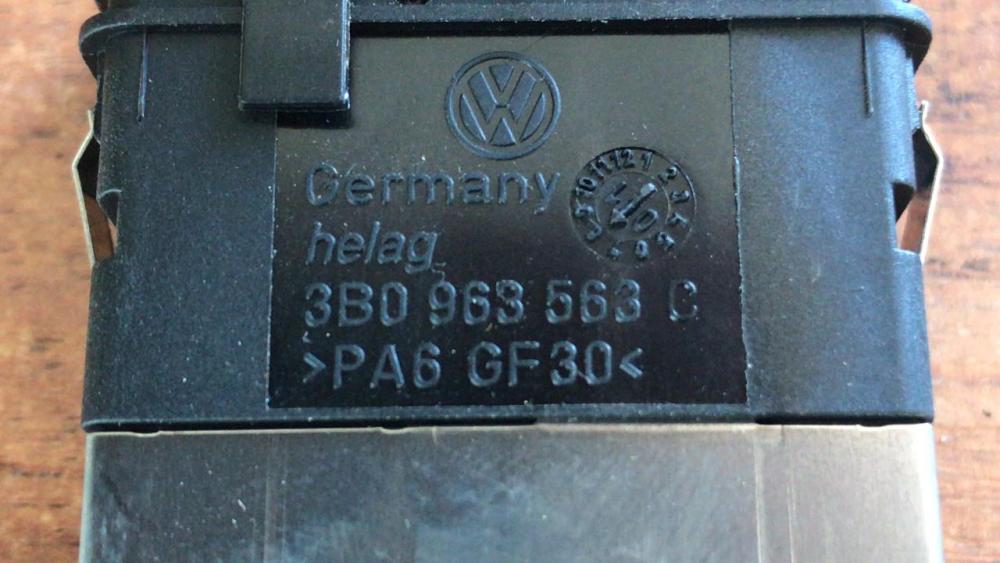 Germany
helag
3B0 963 563 C
>PA6 GF30<